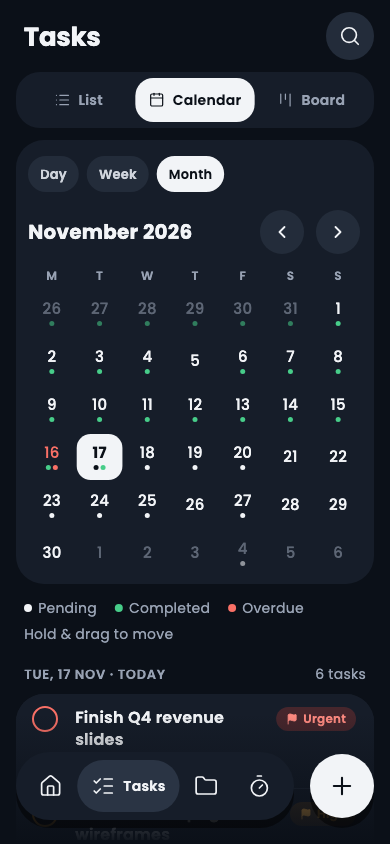 Tasks
List Calendar Board
Day Week Month
November 2026
M T W T F S S
26 27 28 29 30 31 1
2 3 4 5 6 7 8
9 10 11 12 13 14 15
16 17 18 19 20 21 22
23 24 25 26 27 28 29
30 1 2 3 4 5 6
Pending Completed Overdue
Hold & drag to move
TUE, 17 NOV · TODAY 6 tasks
Finish Q4 revenue Urgent
slides
Tasks
wireframes